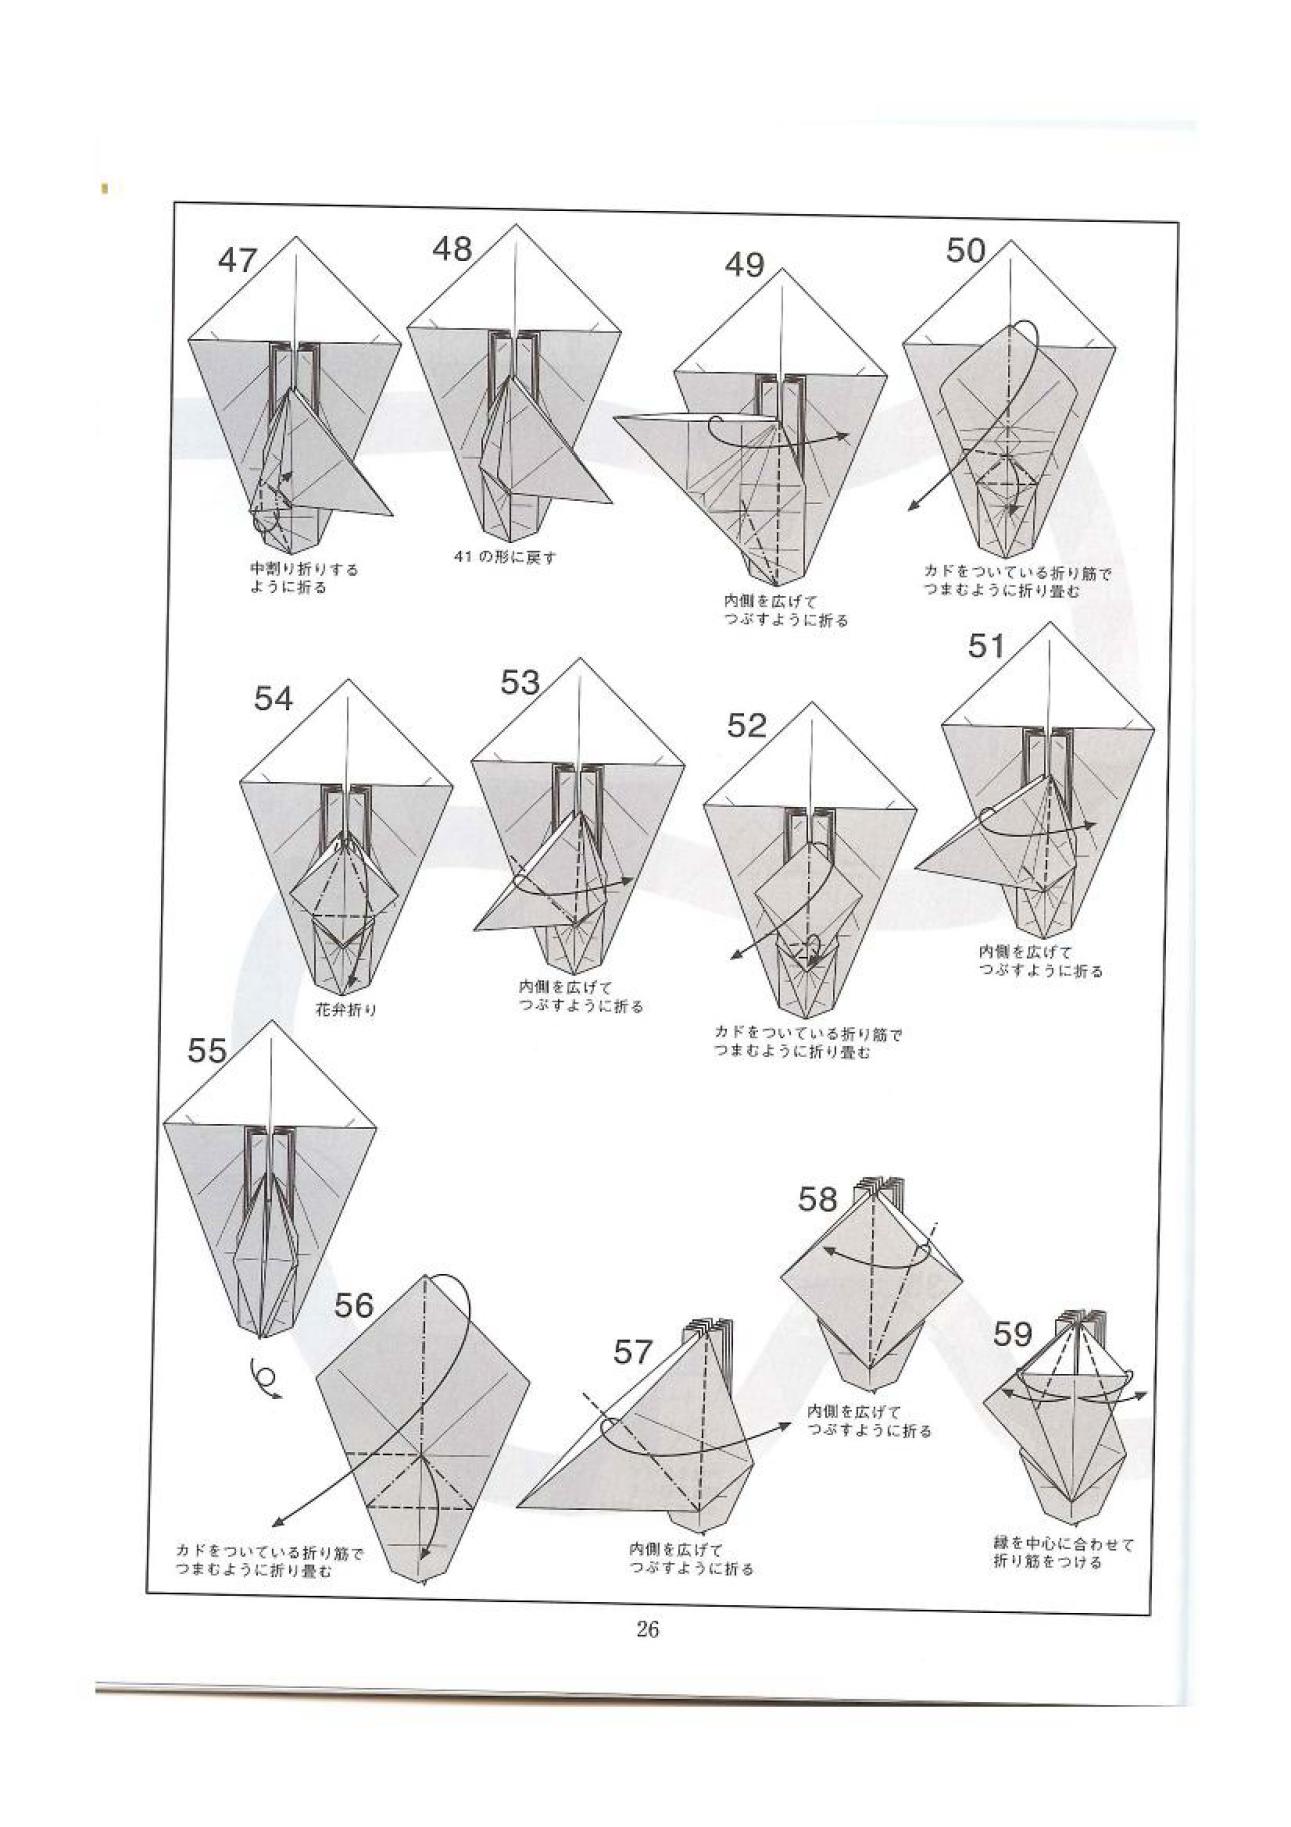 47
中割り折りする
ように折る
48
41 の形に戻す
49
内側を広げて
つぶすように折る
50
カドをついている折り筋で
つまむように折り畳む
51
内側を広げて
つぶすように折る
52
カドをついている折り筋で
つまむように折り畳む
53
内側を広げて
つぶすように折る
54
花弁折り
55
56
カドをついている折り筋で
つまむように折り畳む
57
内側を広げて
つぶすように折る
58
内側を広げて
つぶすように折る
59
縁を中心に合わせて
折り筋をつける
26